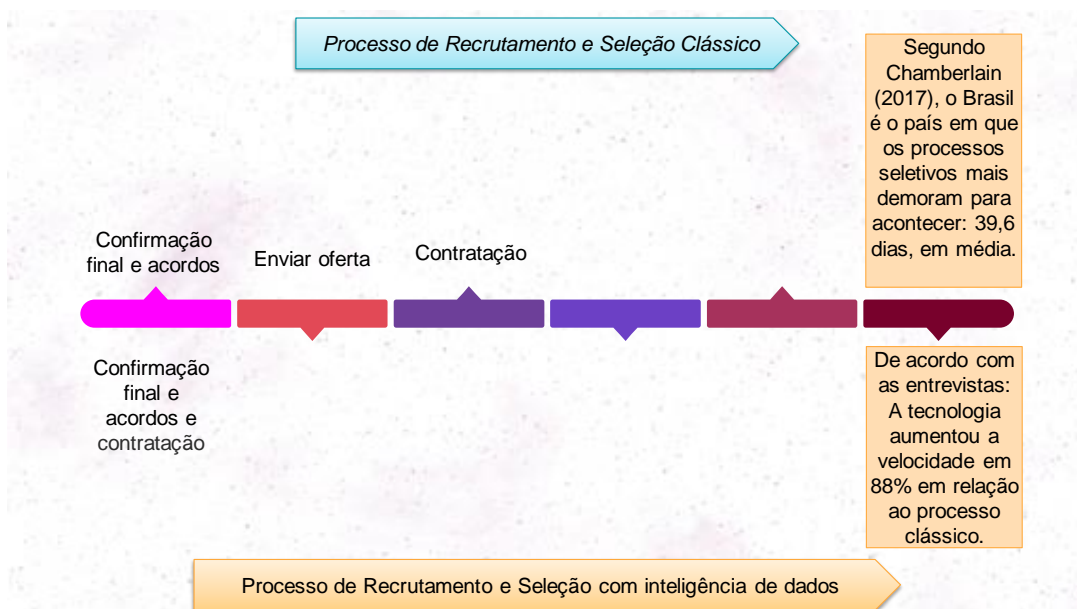 Processo de Recrutamento e Seleção Clássico
Segundo
Chamberlain
(2017), o Brasil
é o país em que
os processos
seletivos mais
demoram para
acontecer: 39,6
dias, em média.
Confirmação
final e acordos
Enviar oferta
Contratação
Confirmação
final e
acordos e
contratação
De acordo com
as entrevistas:
A tecnologia
aumentou a
velocidade em
88% em relação
ao processo
clássico.
Processo de Recrutamento e Seleção com inteligência de dados